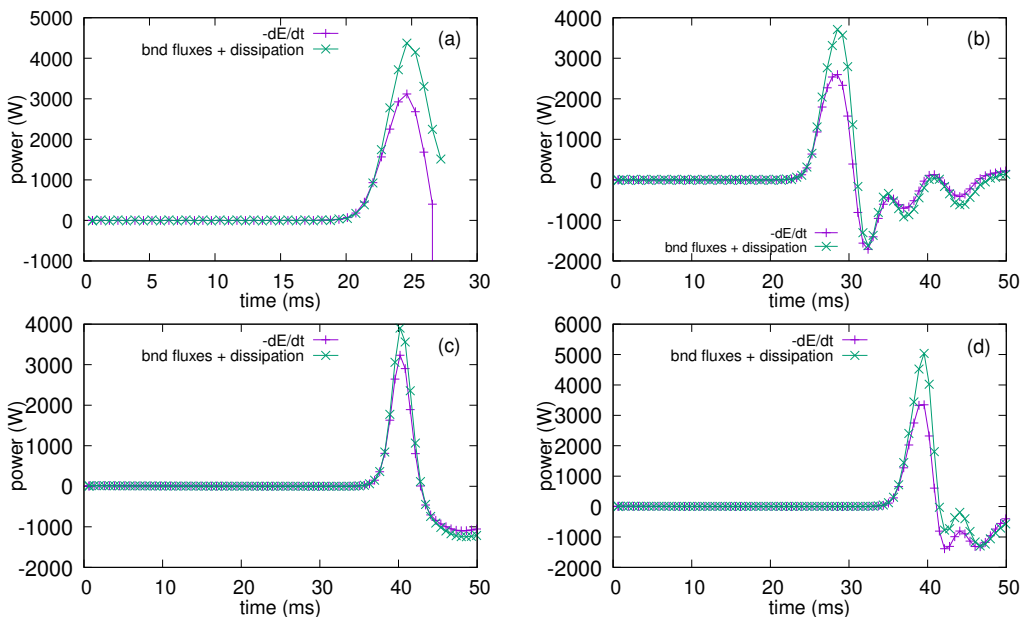 (a)
-dE/dt
bnd fluxes + dissipation
power (W)
5000
4000
3000
2000
1000
0
-1000
0 5 10 15 20 25 30
time (ms)
(b)
-dE/dt
bnd fluxes + dissipation
power (W)
4000
3000
2000
1000
0
-1000
-2000
0 10 20 30 40 50
time (ms)
(c)
-dE/dt
bnd fluxes + dissipation
power (W)
4000
3000
2000
1000
0
-1000
-2000
0 10 20 30 40 50
time (ms)
(d)
-dE/dt
bnd fluxes + dissipation
power (W)
6000
5000
4000
3000
2000
1000
0
-1000
-2000
0 10 20 30 40 50
time (ms)